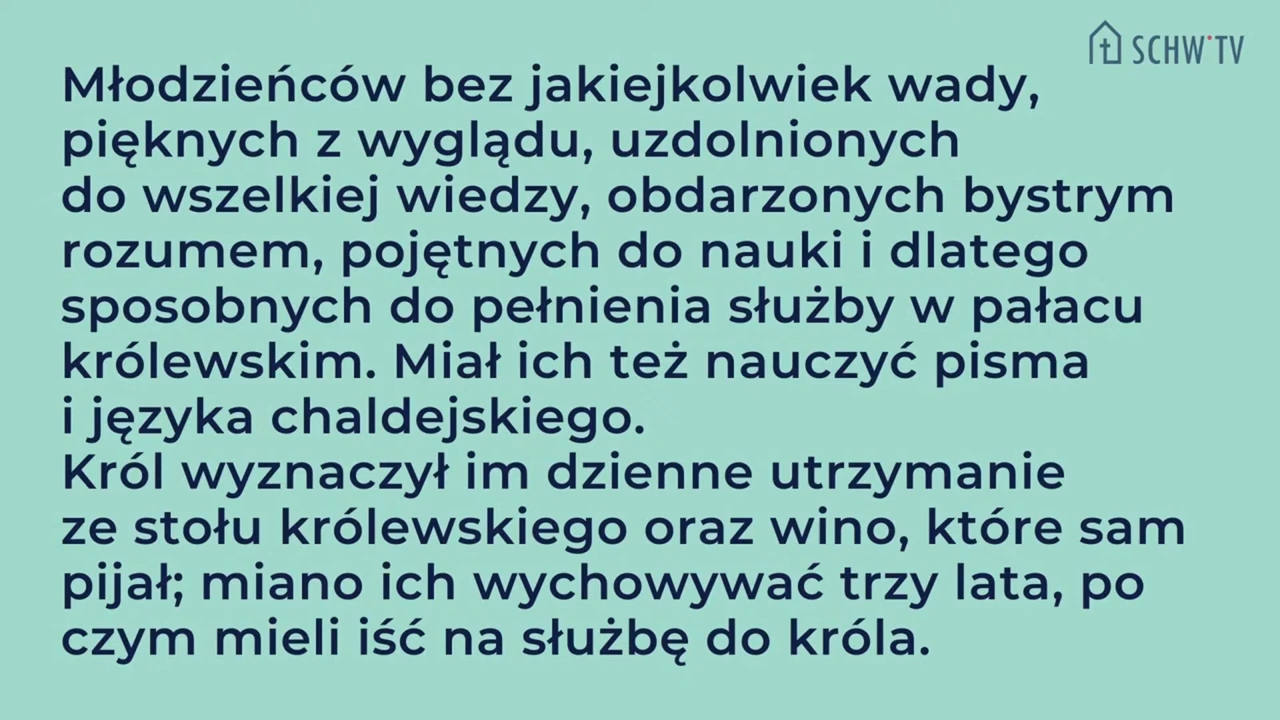 SCHW TV
Młodzieńców bez jakiejkolwiek wady,
pięknych z wyglądu, uzdolnionych
do wszelkiej wiedzy, obdarzonych bystrym
rozumem, pojętnych do nauki i dlatego
sposobnych do pełnienia służby w pałacu
królewskim. Miał ich też nauczyć pisma
i języka chaldejskiego.
Król wyznaczył im dzienne utrzymanie
ze stołu królewskiego oraz wino, które sam
pijał; miano ich wychowywać trzy lata, po
czym mieli iść na służbę do króla.